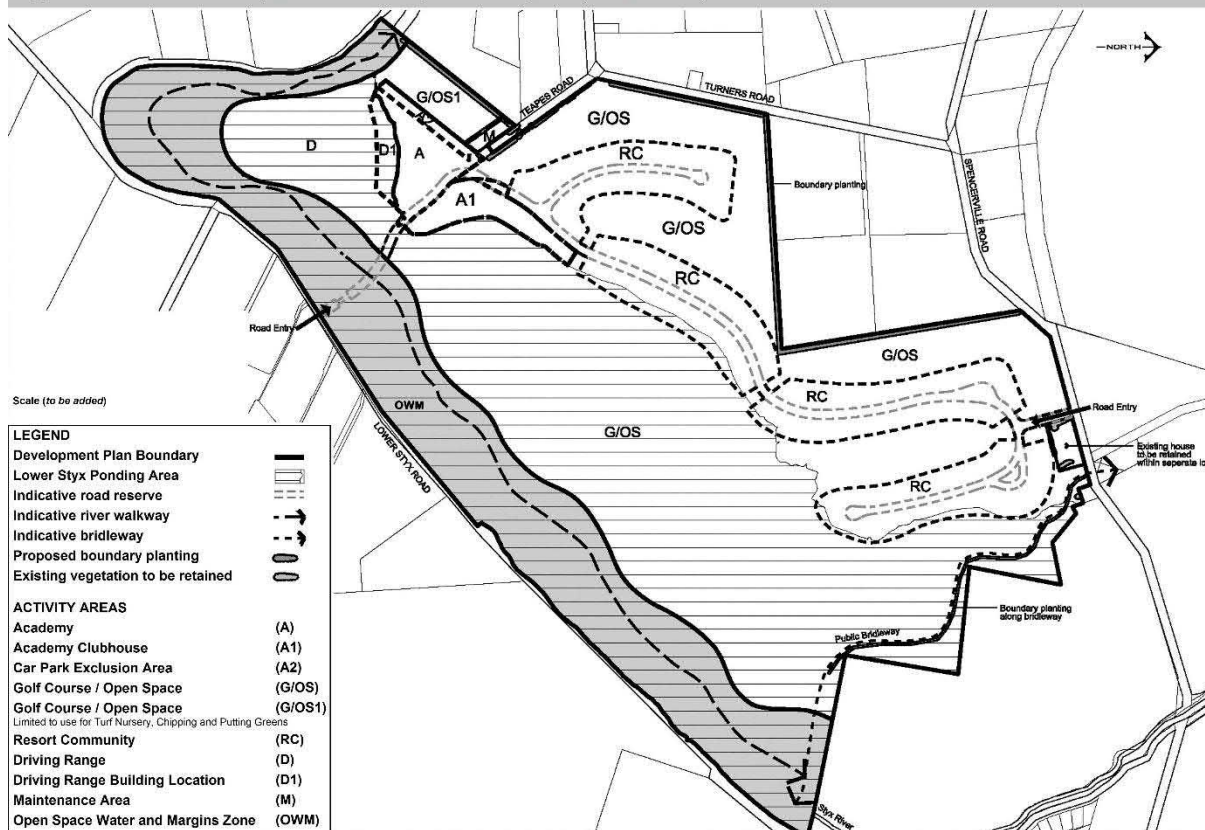 NORTH
TURNERS ROAD
TEAPES ROAD
SPENCERVILLE ROAD
G/OS1
A2
M
G/OS
RC
D
D1
A
A1
Boundary planting
G/OS
RC
G/OS
RC
Road Entry
Road Entry
Existing house
to be retained
within seperate lo
OWM
G/OS
RC
LOWER STYX ROAD
Boundary planting
along bridleway
Public Bridleway
Styx River
Scale (to be added)
LEGEND
Development Plan Boundary
Lower Styx Ponding Area
Indicative road reserve
Indicative river walkway
Indicative bridleway
Proposed boundary planting
Existing vegetation to be retained
ACTIVITY AREAS
Academy (A)
Academy Clubhouse (A1)
Car Park Exclusion Area (A2)
Golf Course / Open Space (G/OS)
Golf Course / Open Space (G/OS1)
Limited to use for Turf Nursery, Chipping and Putting Greens
Resort Community (RC)
Driving Range (D)
Driving Range Building Location (D1)
Maintenance Area (M)
Open Space Water and Margins Zone (OWM)